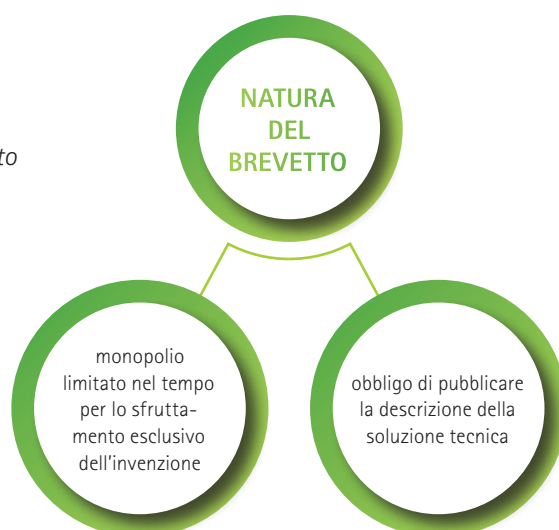 NATURA
DEL
BREVETTO
to
monopolio
limitato nel tempo
per lo sfrutta-
mento esclusivo
dell'invenzione
obbligo di pubblicare
la descrizione della
soluzione tecnica